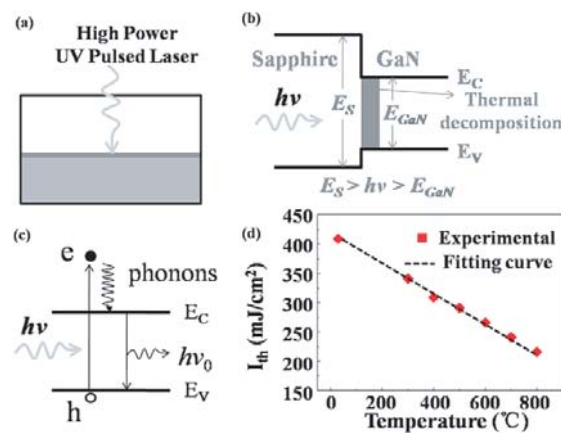 (a)
High Power
UV Pulsed Laser
(b)
Sapphire GaN
hν
E_S
E_GaN
E_C
Thermal
decomposition
E_V
E_S > hν > E_GaN
(c)
e
phonons
E_C
hν
hν₀
h
E_V
(d)
I_th (mJ/cm²)
450
400
350
300
250
200
150
Experimental
Fitting curve
0 200 400 600 800
Temperature (℃)